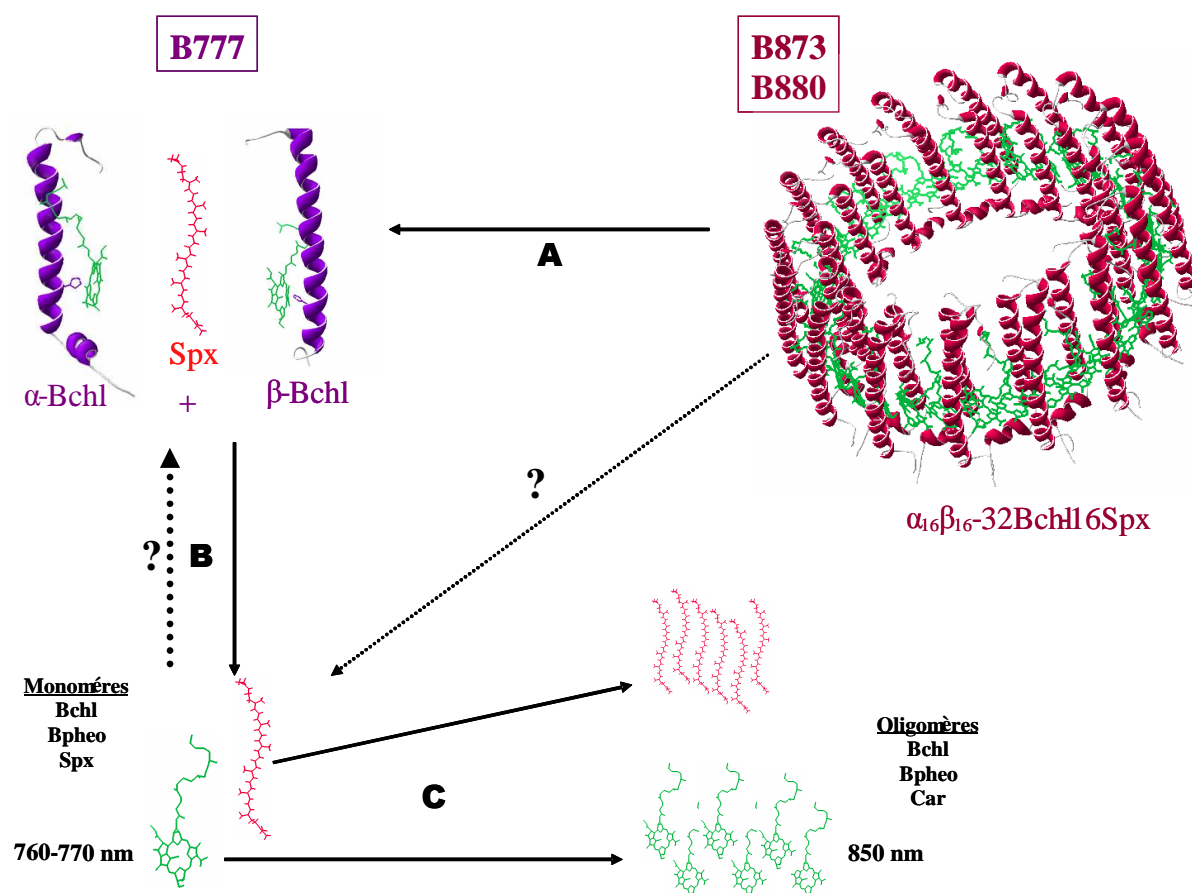 B777
B873
B880
A
Spx
α-Bchl
+
β-Bchl
?
α₁₆β₁₆-32Bchl-16Spx
?
B
Monoméres
Bchl
Bpheo
Spx
Oligomères
Bchl
Bpheo
Car
C
760-770 nm
850 nm